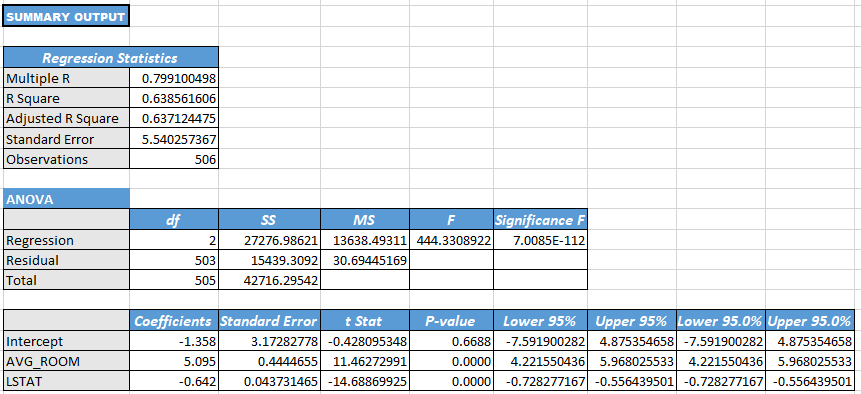 SUMMARY OUTPUT
Regression Statistics
Multiple R 0.799100498
R Square 0.638561606
Adjusted R Square 0.637124475
Standard Error 5.540257367
Observations 506
ANOVA
df SS MS F Significance F
Regression 2 27276.98621 13638.49311 444.3308922 7.0085E-112
Residual 503 15439.3092 30.69445169
Total 505 42716.29542
Coefficients Standard Error t Stat P-value Lower 95% Upper 95% Lower 95.0% Upper 95.0%
Intercept -1.358 3.17282778 -0.428095348 0.6688 -7.591900282 4.875354658 -7.591900282 4.875354658
AVG_ROOM 5.095 0.4444655 11.46272991 0.0000 4.221550436 5.968025533 4.221550436 5.968025533
LSTAT -0.642 0.043731465 -14.68869925 0.0000 -0.728277167 -0.556439501 -0.728277167 -0.556439501